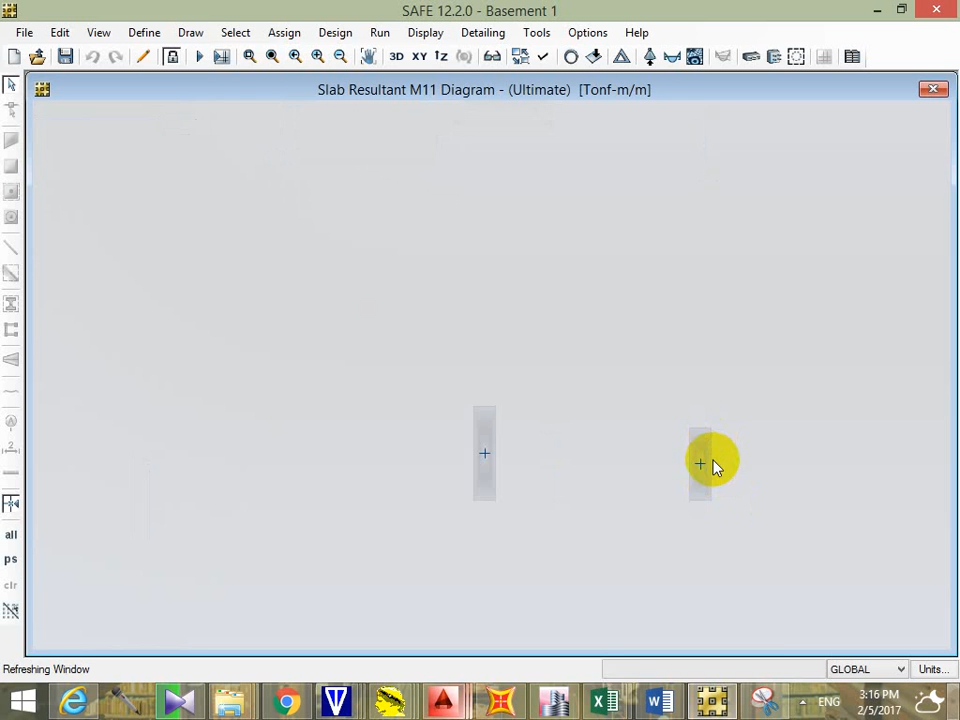 SAFE 12.2.0 - Basement 1
File Edit View Define Draw Select Assign Design Run Display Detailing Tools Options Help
3D XY
Slab Resultant M11 Diagram - (Ultimate) [Tonf-m/m]
all
ps
clr
Refreshing Window
GLOBAL
Units...
ENG
3:16 PM
2/5/2017